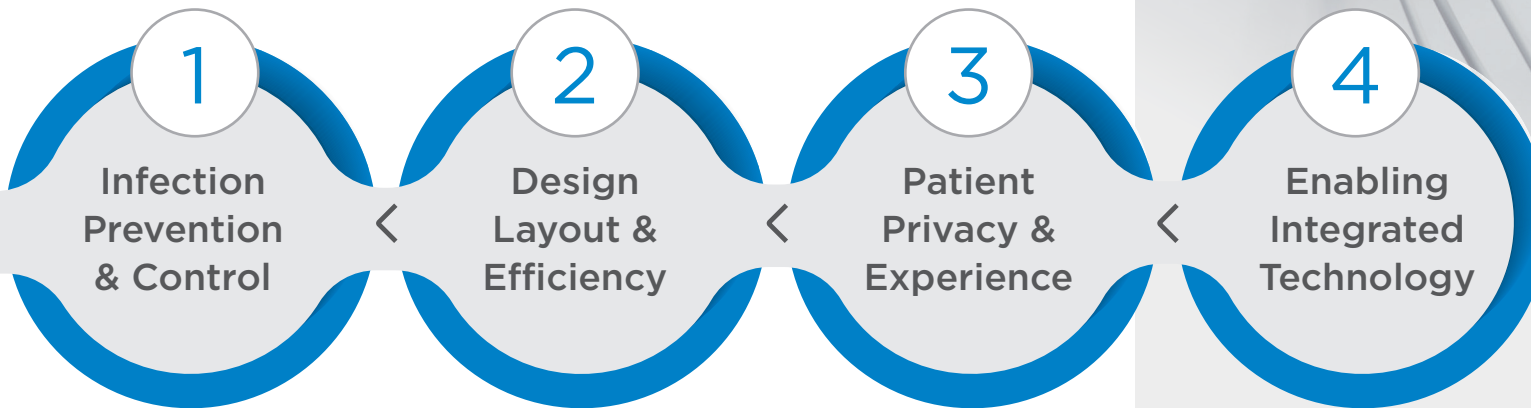 1
Infection
Prevention
& Control
<
2
Design
Layout &
Efficiency
<
3
Patient
Privacy &
Experience
<
4
Enabling
Integrated
Technology